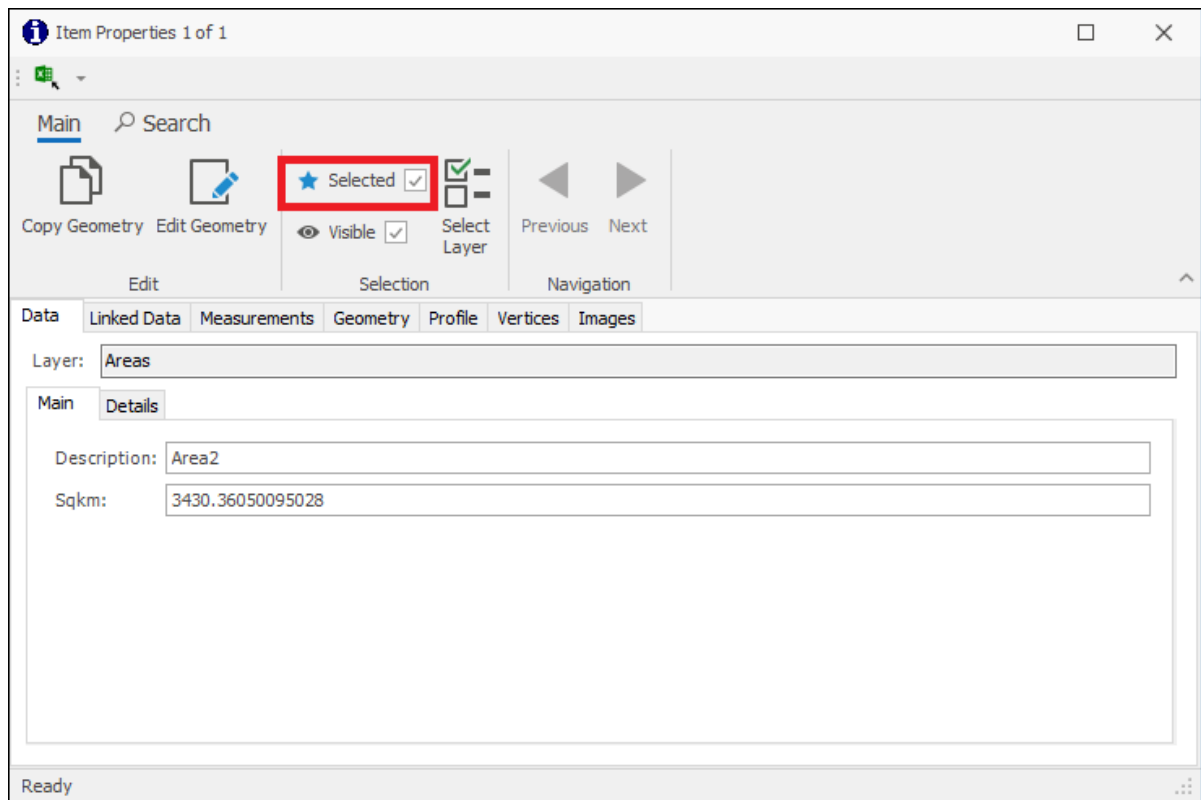 Item Properties 1 of 1
Main Search
Selected
Copy Geometry Edit Geometry
Visible
Select
Layer
Previous Next
Edit Selection Navigation
Data Linked Data Measurements Geometry Profile Vertices Images
Layer: Areas
Main Details
Description: Area2
Sqkm: 3430.36050095028
Ready